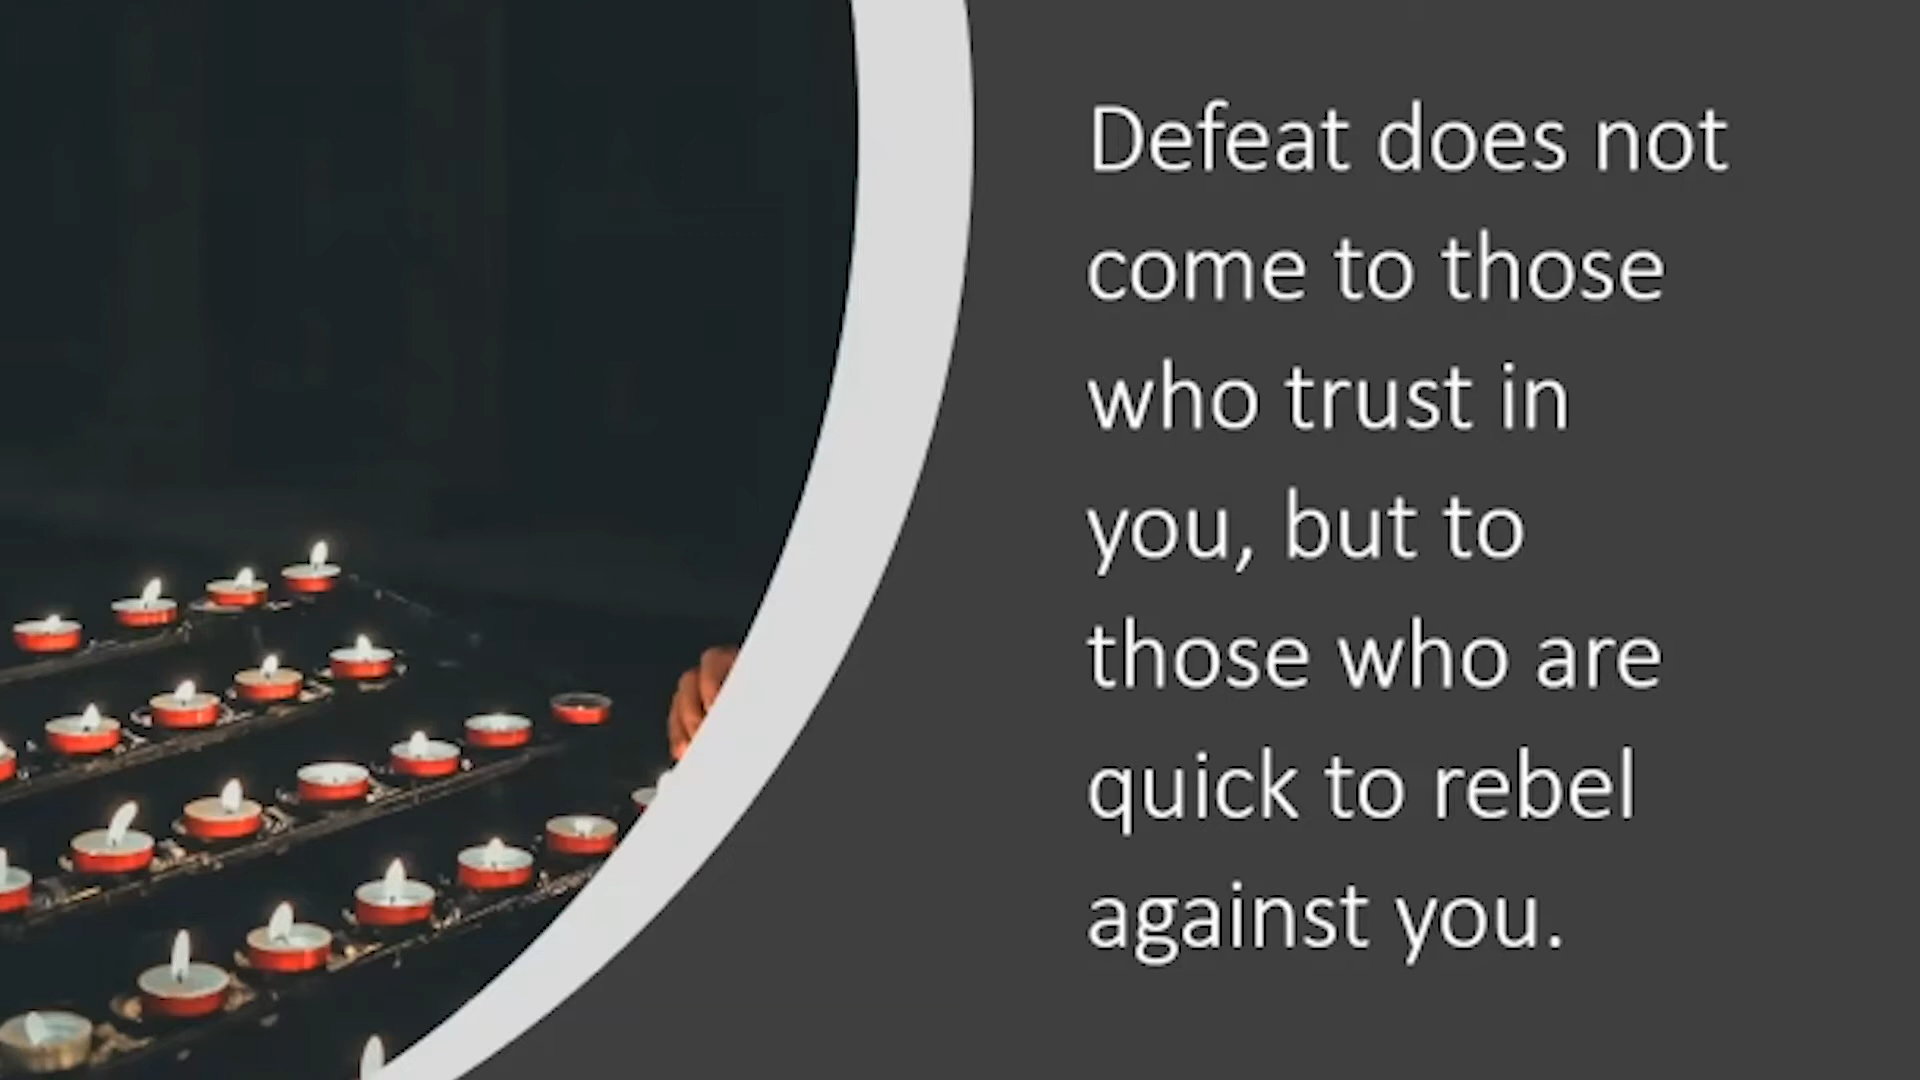 Defeat does not
come to those
who trust in
you, but to
those who are
quick to rebel
against you.